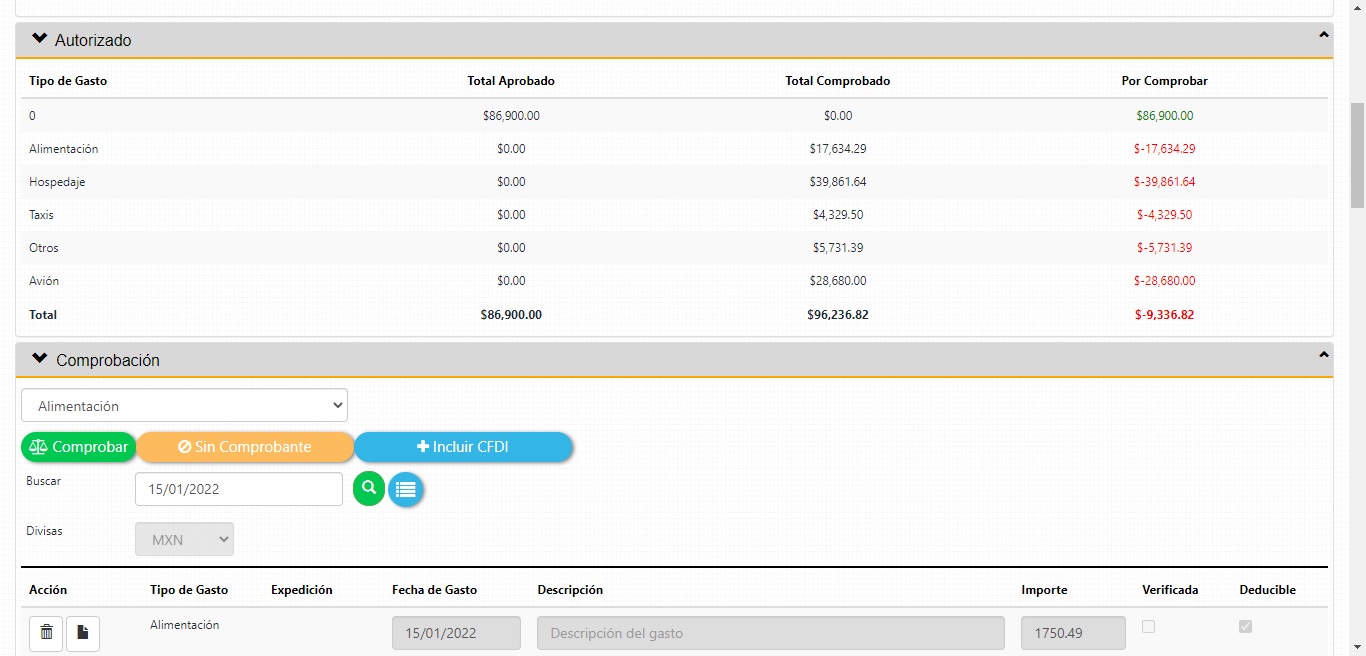 Autorizado
Tipo de Gasto Total Aprobado Total Comprobado Por Comprobar
0 $86,900.00 $0.00 $86,900.00
Alimentación $0.00 $17,634.29 $-17,634.29
Hospedaje $0.00 $39,861.64 $-39,861.64
Taxis $0.00 $4,329.50 $-4,329.50
Otros $0.00 $5,731.39 $-5,731.39
Avión $0.00 $28,680.00 $-28,680.00
Total $86,900.00 $96,236.82 $-9,336.82
Comprobación
Alimentación
Comprobar Sin Comprobante Incluir CFDI
Buscar 15/01/2022
Divisas MXN
Acción Tipo de Gasto Expedición Fecha de Gasto Descripción Importe Verificada Deducible
Alimentación 15/01/2022 Descripción del gasto 1750.49